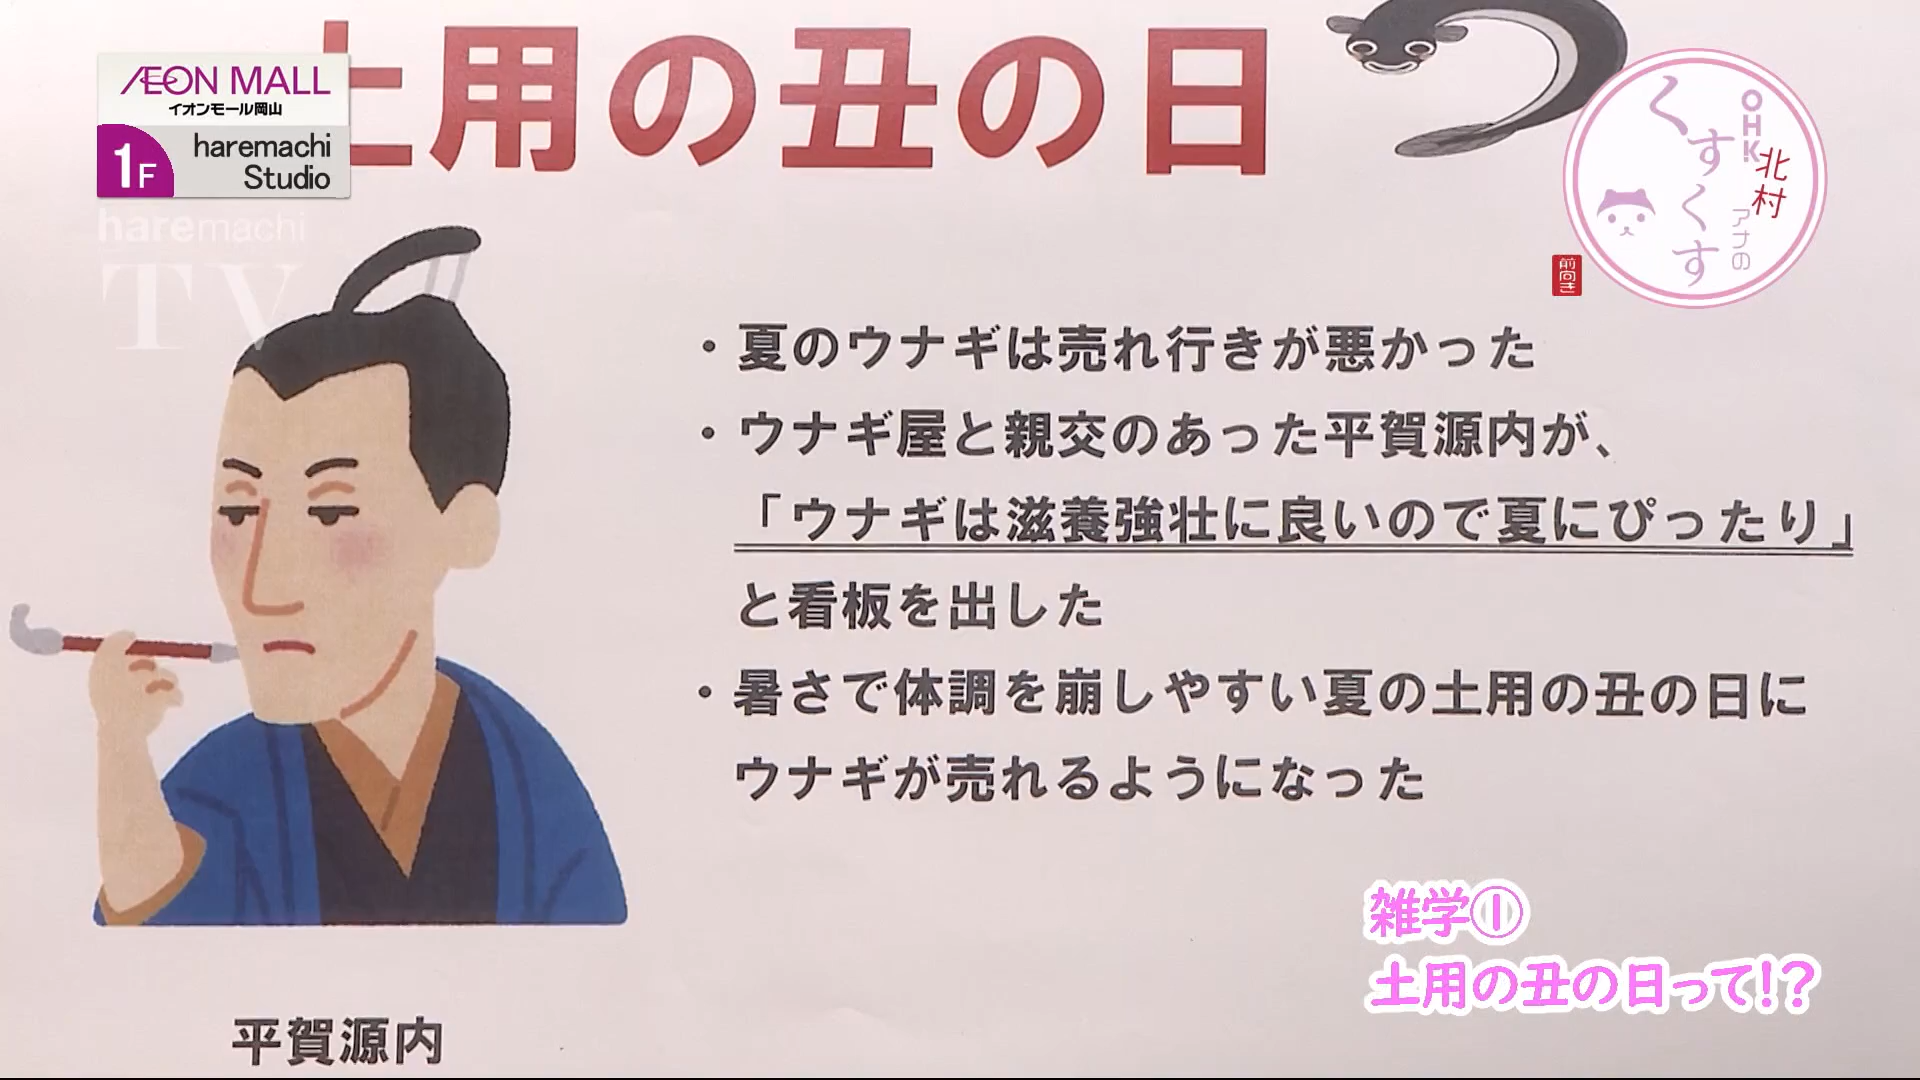 土用の丑の日
ÆON MALL
イオンモール岡山
1F
haremachi
Studio
haremachi
TV
OHK
北村
アナの
くすくす
前向き
・夏のウナギは売れ行きが悪かった
・ウナギ屋と親交のあった平賀源内が、
「ウナギは滋養強壮に良いので夏にぴったり」
と看板を出した
・暑さで体調を崩しやすい夏の土用の丑の日に
ウナギが売れるようになった
雑学①
土用の丑の日って!?
平賀源内